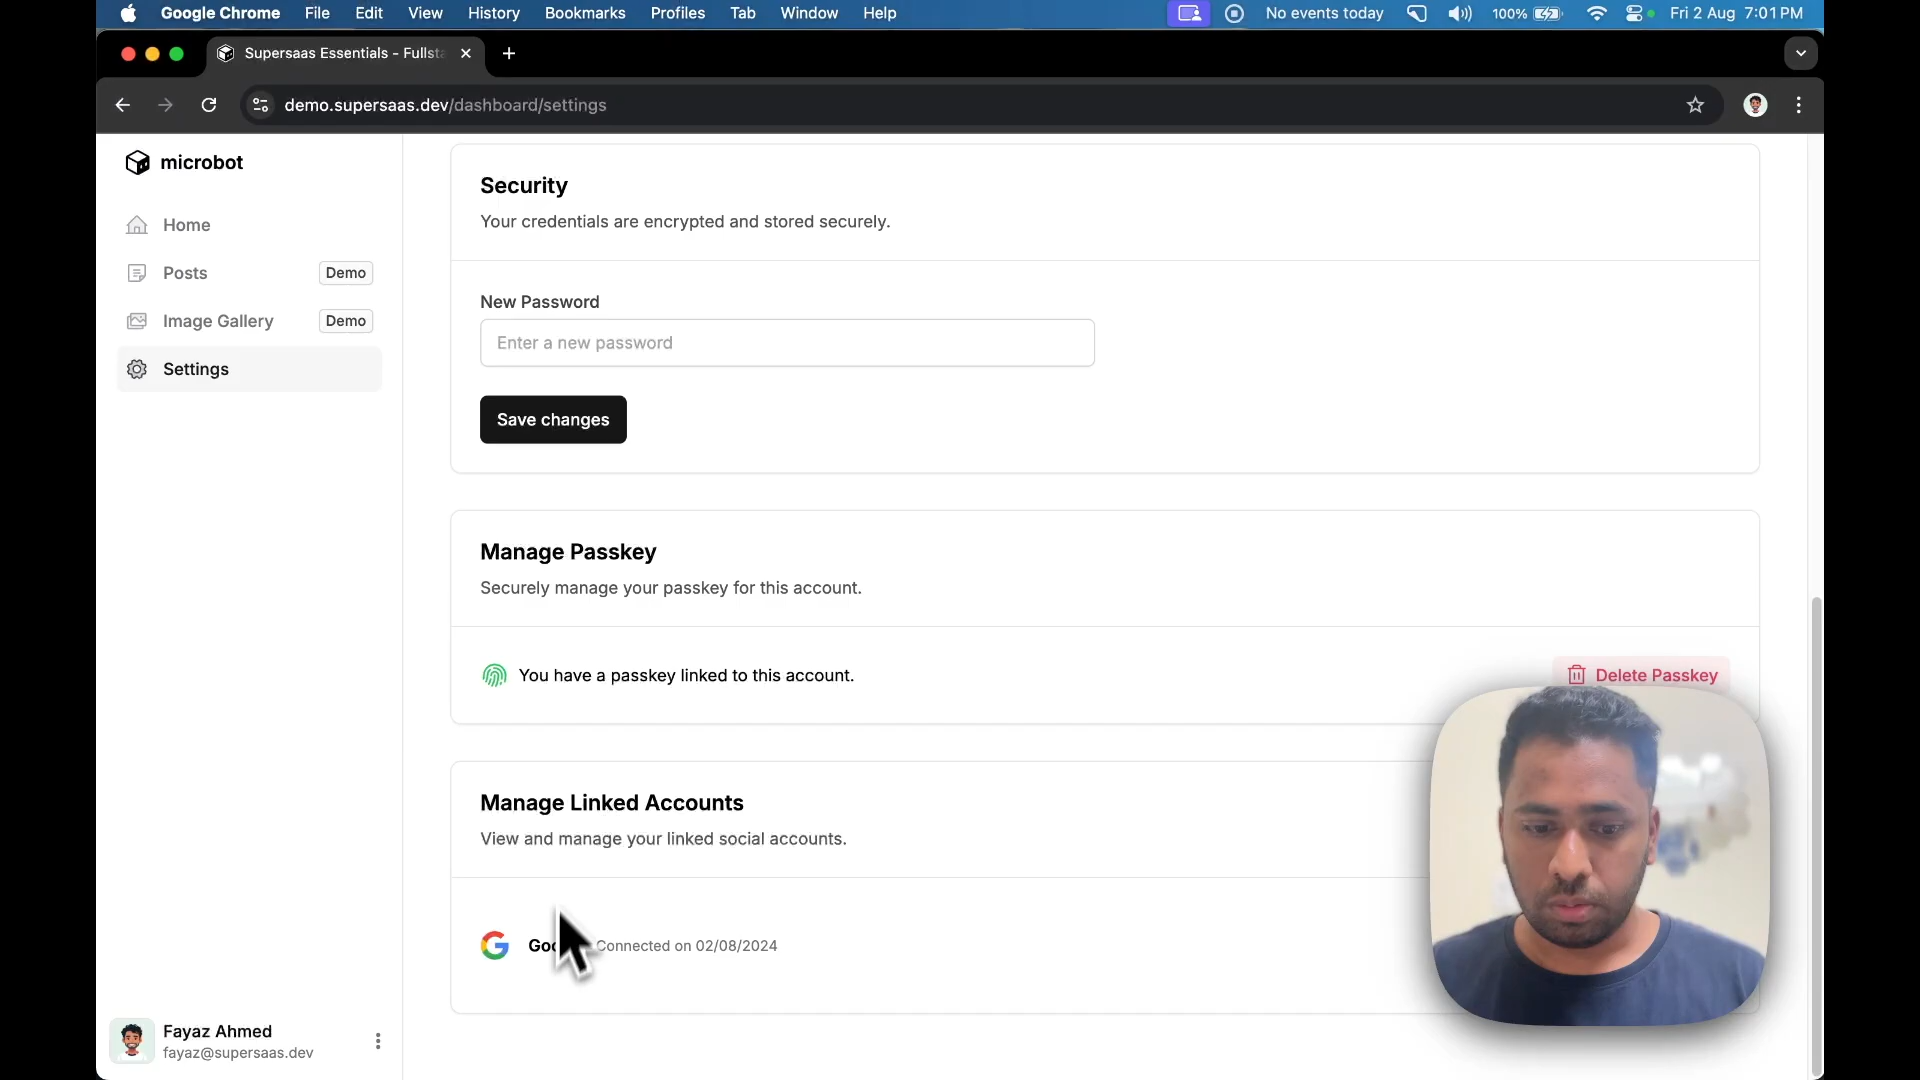 Google Chrome File Edit View History Bookmarks Profiles Tab Window Help No events today 100% Fri 2 Aug 7:01 PM
Supersaas Essentials - Fullsta
demo.supersaas.dev/dashboard/settings
microbot
Home
Posts Demo
Image Gallery Demo
Settings
Security
Your credentials are encrypted and stored securely.
New Password
Enter a new password
Save changes
Manage Passkey
Securely manage your passkey for this account.
You have a passkey linked to this account. Delete Passkey
Manage Linked Accounts
View and manage your linked social accounts.
Connected on 02/08/2024
Fayaz Ahmed
fayaz@supersaas.dev